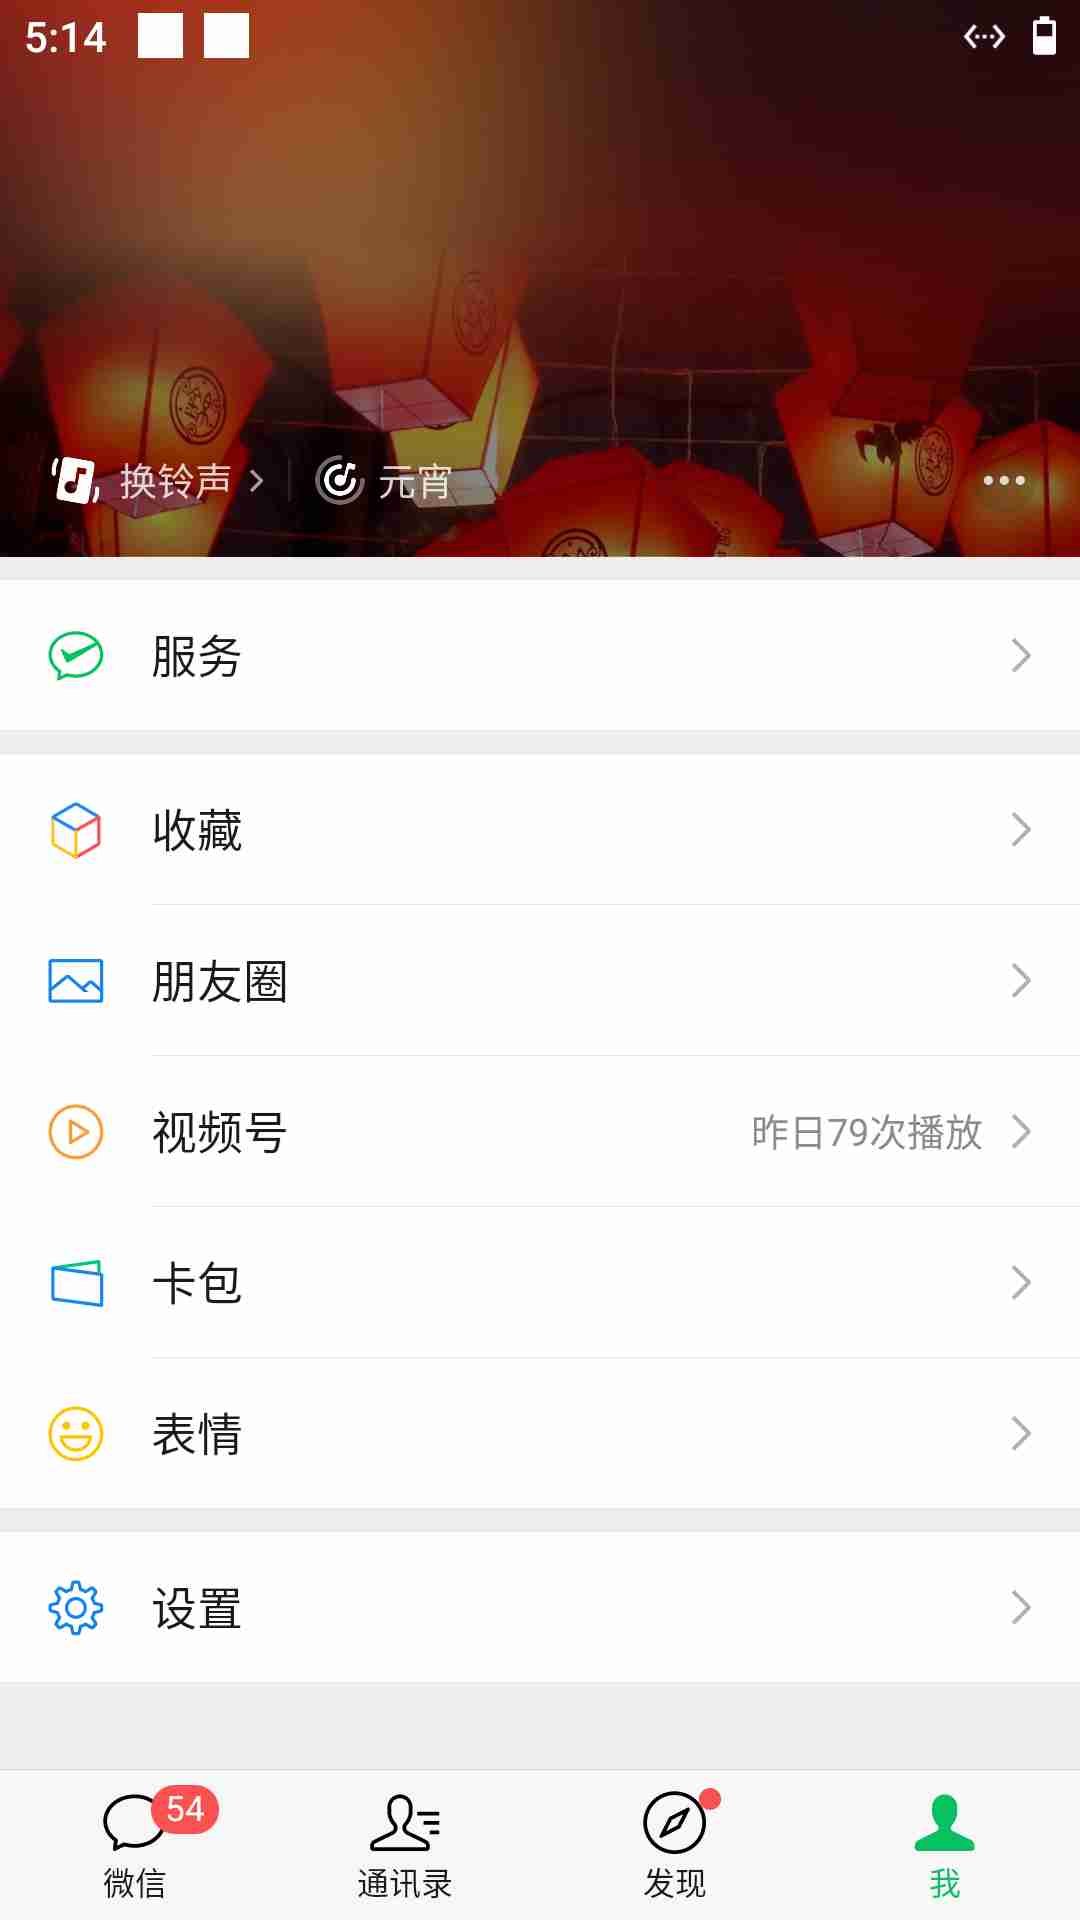 5:14
换铃声 元宵
服务
收藏
朋友圈
视频号 昨日79次播放
卡包
表情
设置
54
微信 通讯录 发现 我